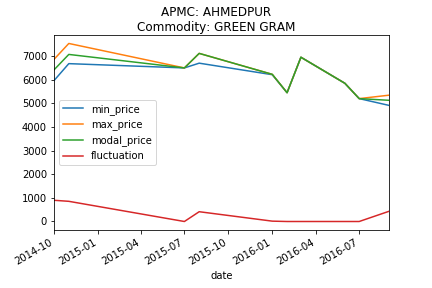 APMC: AHMEDPUR
Commodity: GREEN GRAM
7000
6000
5000
4000
3000
2000
1000
0
min_price
max_price
modal_price
fluctuation
2014-10
2015-01
2015-04
2015-07
2015-10
2016-01
2016-04
2016-07
date